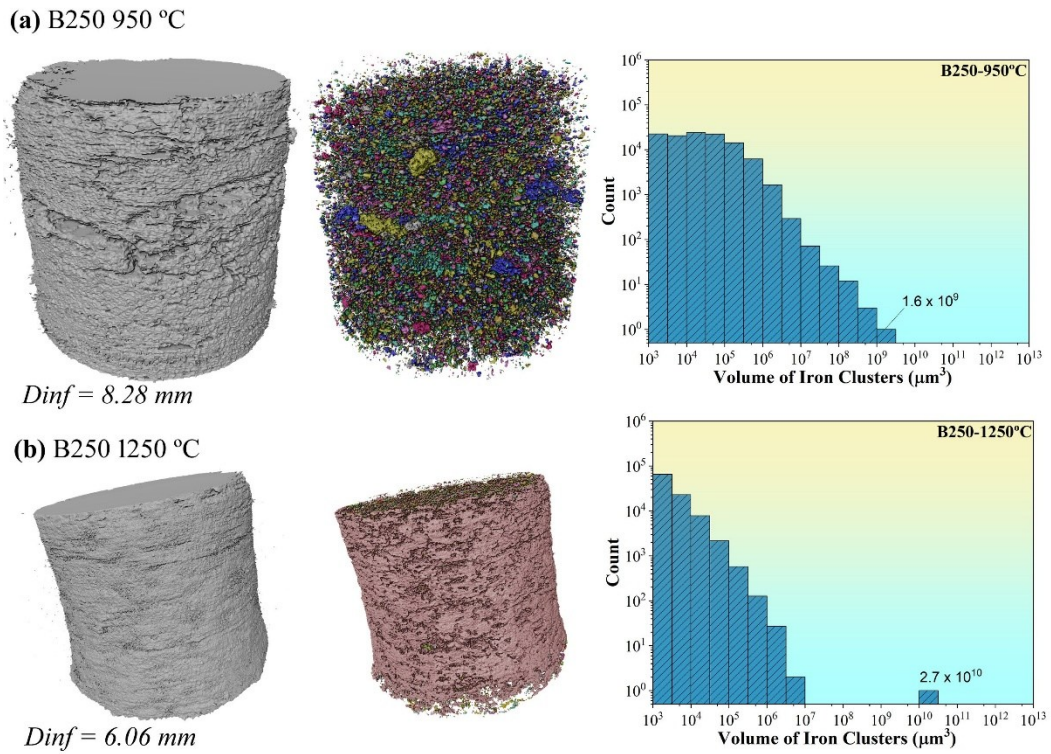 (a) B250 950 ºC
B250-950ºC
10⁶
10⁵
10⁴
10³
10²
10¹
10⁰
Count
1.6 x 10⁹
10³ 10⁴ 10⁵ 10⁶ 10⁷ 10⁸ 10⁹ 10¹⁰ 10¹¹ 10¹² 10¹³
Volume of Iron Clusters (μm³)
Dinf = 8.28 mm
(b) B250 1250 ºC
B250-1250ºC
10⁶
10⁵
10⁴
10³
10²
10¹
10⁰
Count
2.7 x 10¹⁰
10³ 10⁴ 10⁵ 10⁶ 10⁷ 10⁸ 10⁹ 10¹⁰ 10¹¹ 10¹² 10¹³
Volume of Iron Clusters (μm³)
Dinf = 6.06 mm